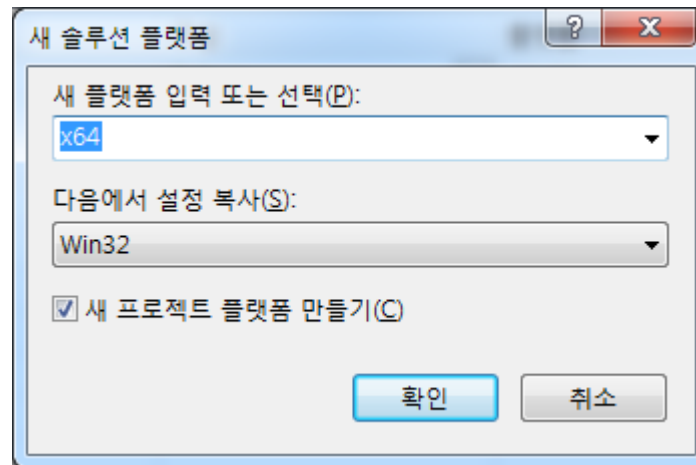 새 솔루션 플랫폼
?
새 플랫폼 입력 또는 선택(P):
x64
다음에서 설정 복사(S):
Win32
새 프로젝트 플랫폼 만들기(C)
확인 취소